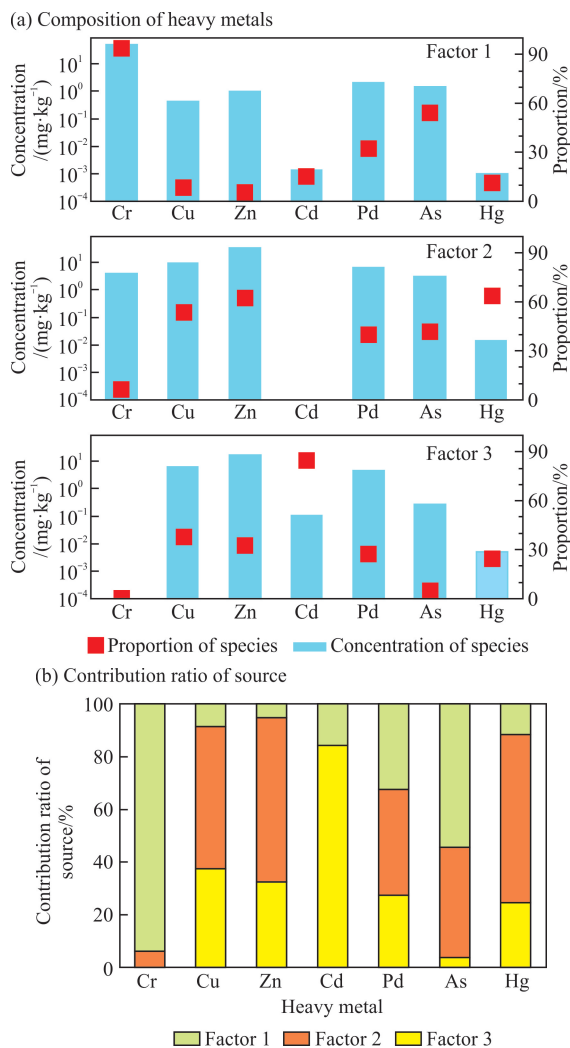 (a) Composition of heavy metals
Factor 1
Concentration
/(mg·kg⁻¹)
10¹
10⁰
10⁻¹
10⁻²
10⁻³
10⁻⁴
90
60
30
0
Proportion/%
Cr Cu Zn Cd Pd As Hg
Factor 2
Concentration
/(mg·kg⁻¹)
10¹
10⁰
10⁻¹
10⁻²
10⁻³
10⁻⁴
90
60
30
0
Proportion/%
Cr Cu Zn Cd Pd As Hg
Factor 3
Concentration
/(mg·kg⁻¹)
10¹
10⁰
10⁻¹
10⁻²
10⁻³
10⁻⁴
90
60
30
0
Proportion/%
Cr Cu Zn Cd Pd As Hg
Proportion of species Concentration of species
(b) Contribution ratio of source
Contribution ratio of
source/%
100
80
60
40
20
0
Cr Cu Zn Cd Pd As Hg
Heavy metal
Factor 1 Factor 2 Factor 3